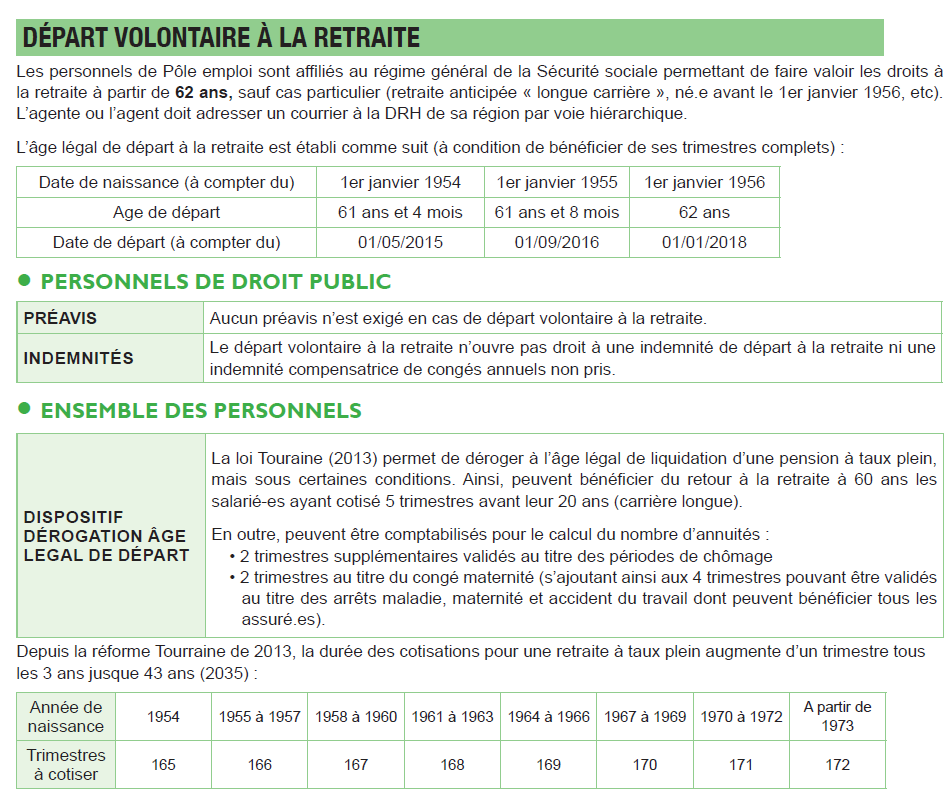 DÉPART VOLONTAIRE À LA RETRAITE
Les personnels de Pôle emploi sont affiliés au régime général de la Sécurité sociale permettant de faire valoir les droits à
la retraite à partir de 62 ans, sauf cas particulier (retraite anticipée « longue carrière », né.e avant le 1er janvier 1956, etc).
L'agente ou l'agent doit adresser un courrier à la DRH de sa région par voie hiérarchique.
L'âge légal de départ à la retraite est établi comme suit (à condition de bénéficier de ses trimestres complets) :
Date de naissance (à compter du) 1er janvier 1954 1er janvier 1955 1er janvier 1956
Age de départ 61 ans et 4 mois 61 ans et 8 mois 62 ans
Date de départ (à compter du) 01/05/2015 01/09/2016 01/01/2018
• PERSONNELS DE DROIT PUBLIC
PRÉAVIS Aucun préavis n'est exigé en cas de départ volontaire à la retraite.
INDEMNITÉS
Le départ volontaire à la retraite n'ouvre pas droit à une indemnité de départ à la retraite ni une
indemnité compensatrice de congés annuels non pris.
• ENSEMBLE DES PERSONNELS
DISPOSITIF
DÉROGATION ÂGE
LEGAL DE DÉPART
La loi Touraine (2013) permet de déroger à l'âge légal de liquidation d'une pension à taux plein,
mais sous certaines conditions. Ainsi, peuvent bénéficier du retour à la retraite à 60 ans les
salarié-es ayant cotisé 5 trimestres avant leur 20 ans (carrière longue).
En outre, peuvent être comptabilisés pour le calcul du nombre d'annuités :
• 2 trimestres supplémentaires validés au titre des périodes de chômage
• 2 trimestres au titre du congé maternité (s'ajoutant ainsi aux 4 trimestres pouvant être validés
au titre des arrêts maladie, maternité et accident du travail dont peuvent bénéficier tous les
assuré.es).
Depuis la réforme Tourraine de 2013, la durée des cotisations pour une retraite à taux plein augmente d'un trimestre tous
les 3 ans jusque 43 ans (2035) :
Année de
naissance
1954 1955 à 1957 1958 à 1960 1961 à 1963 1964 à 1966 1967 à 1969 1970 à 1972
A partir de
1973
Trimestres
à cotiser
165 166 167 168 169 170 171 172